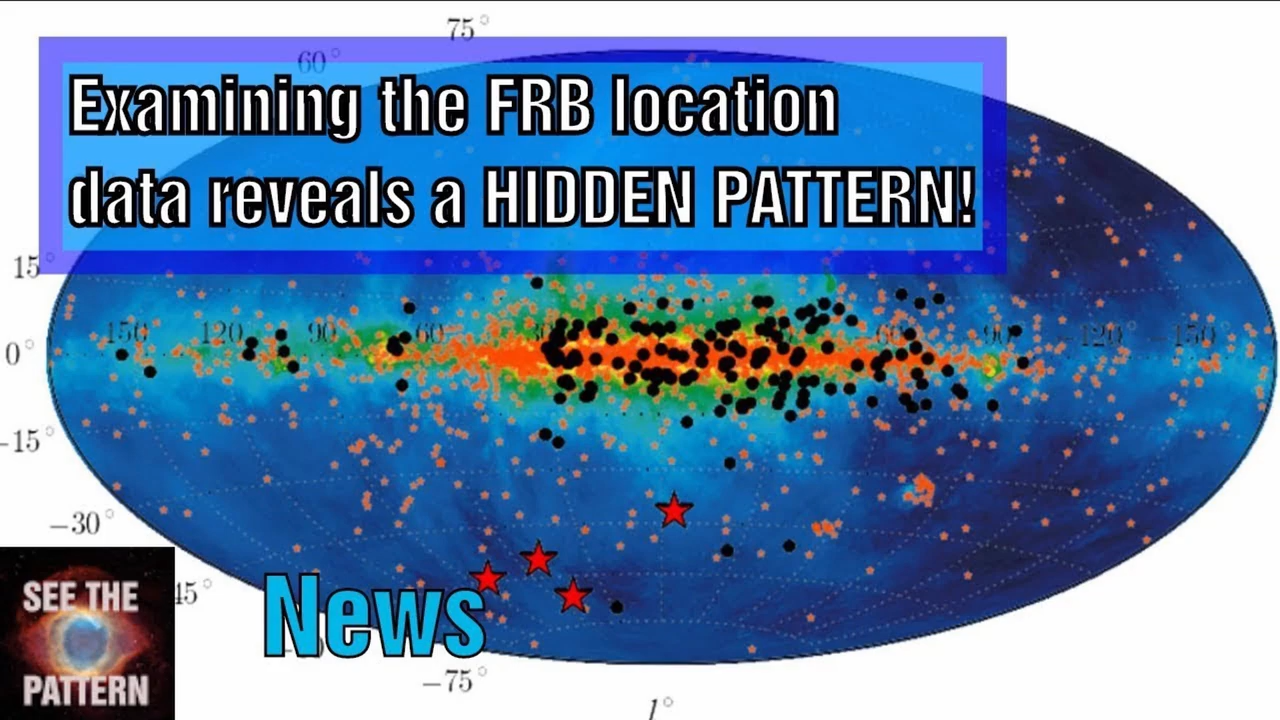 75°
60°
Examining the FRB location
data reveals a HIDDEN PATTERN!
15°
150 120 90 60 30 60 90 120 150
0°
−15°
−30°
45°
SEE THE
PATTERN
News
−75°
l°